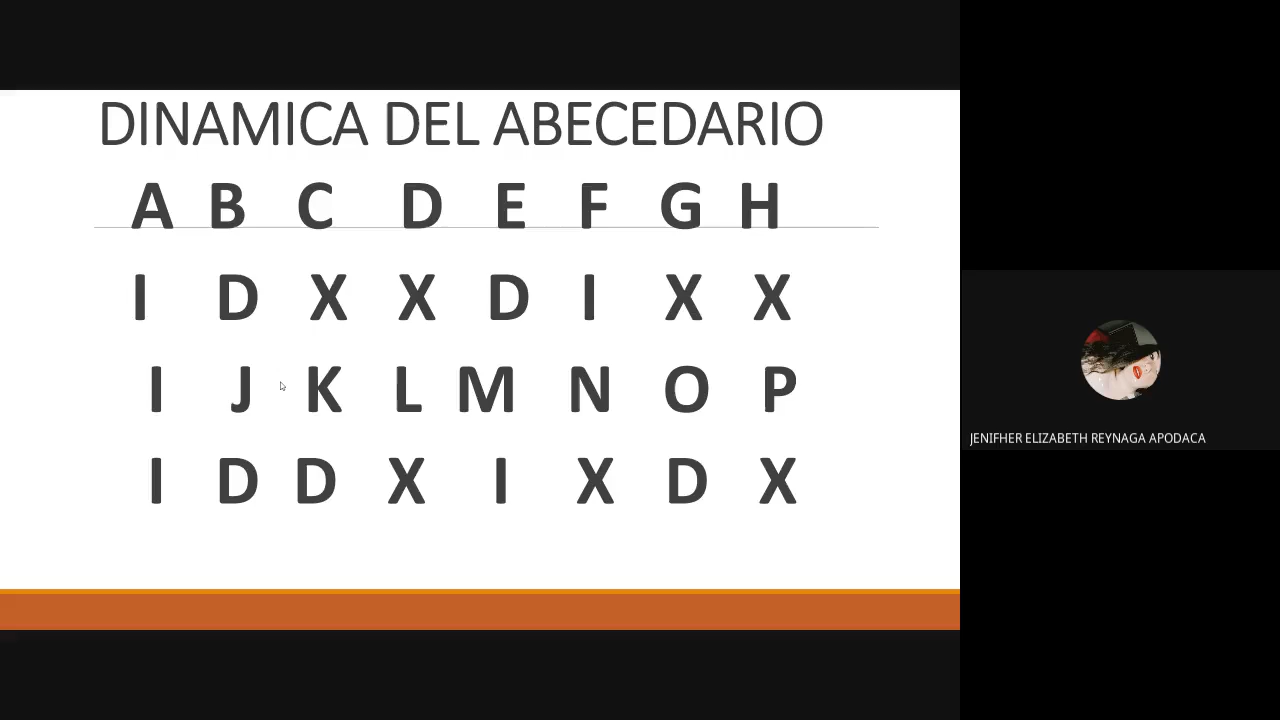 DINAMICA DEL ABECEDARIO
A B C D E F G H
I D X X D I X X
I J K L M N O P
I D D X I X D X
JENIFHER ELIZABETH REYNAGA APODACA